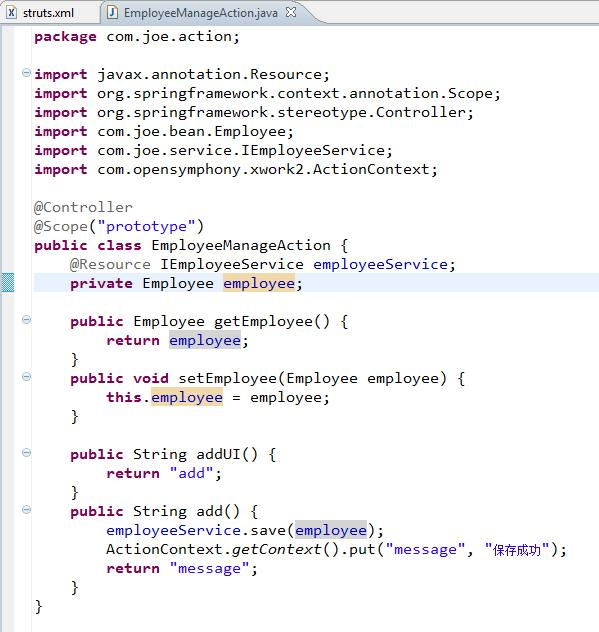 struts.xml
EmployeeManageAction.java
package com.joe.action;
import javax.annotation.Resource;
import org.springframework.context.annotation.Scope;
import org.springframework.stereotype.Controller;
import com.joe.bean.Employee;
import com.joe.service.IEmployeeService;
import com.opensymphony.xwork2.ActionContext;
@Controller
@Scope("prototype")
public class EmployeeManageAction {
    @Resource IEmployeeService employeeService;
    private Employee employee;
    public Employee getEmployee() {
        return employee;
    }
    public void setEmployee(Employee employee) {
        this.employee = employee;
    }
    public String addUI() {
        return "add";
    }
    public String add() {
        employeeService.save(employee);
        ActionContext.getContext().put("message", "保存成功");
        return "message";
    }
}